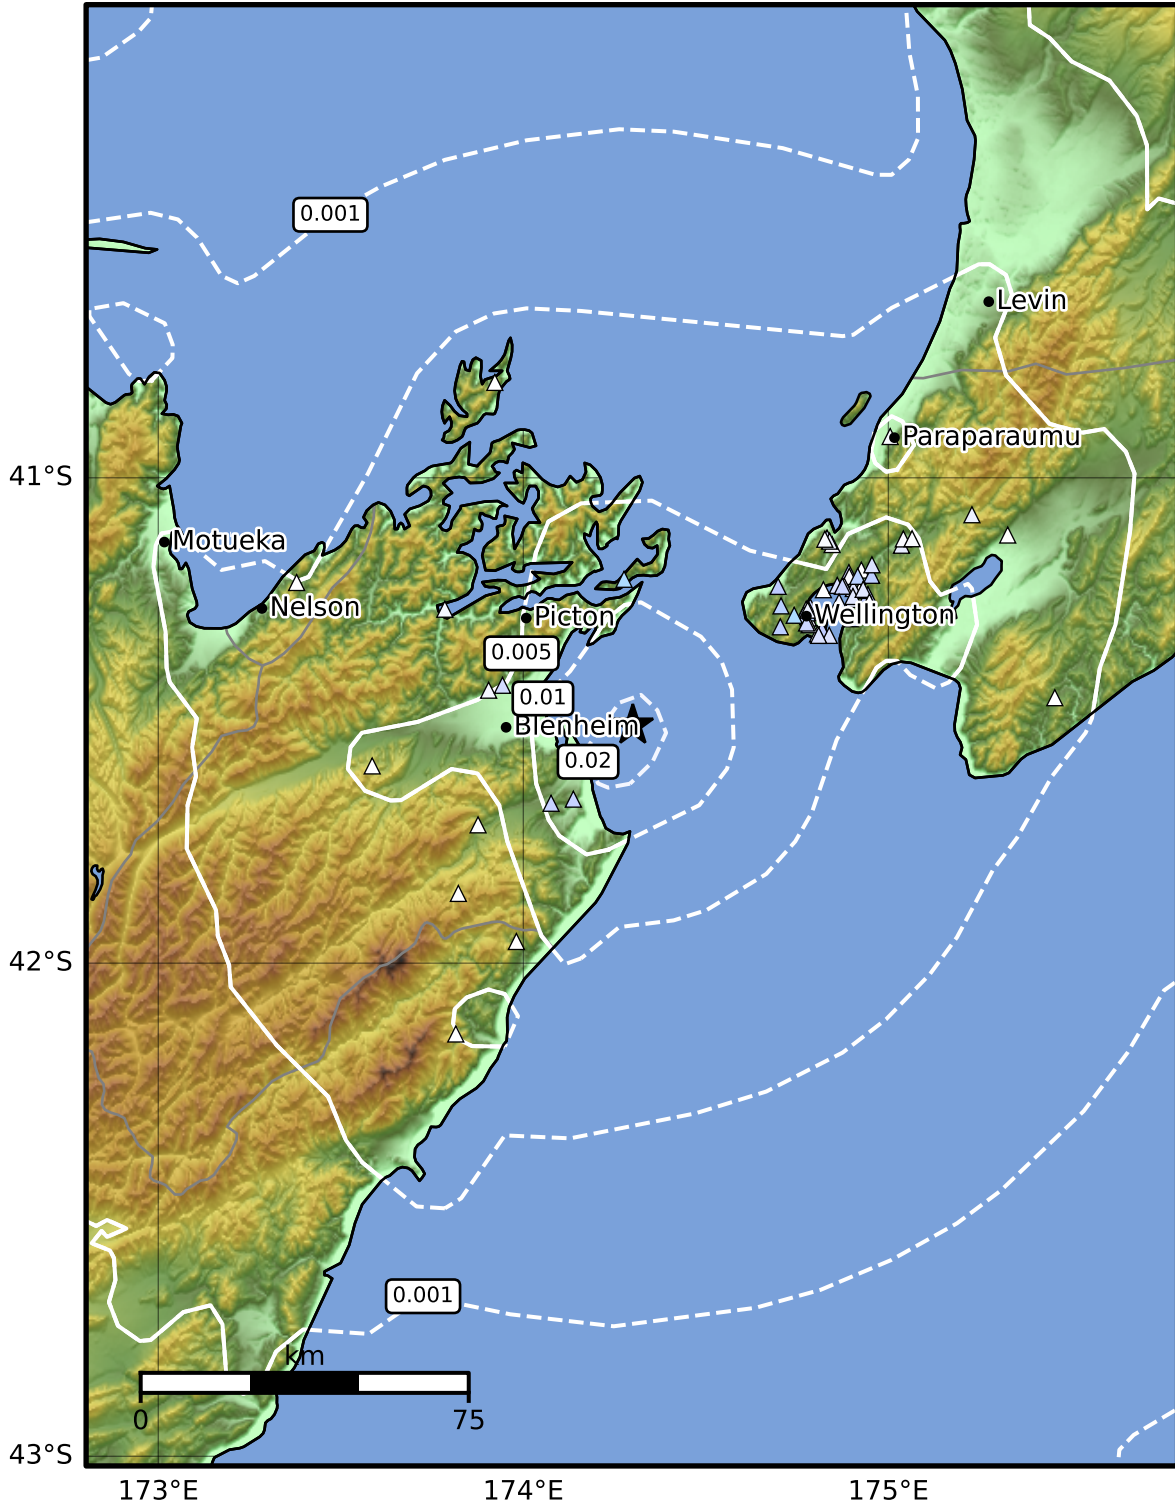 0.001
Levin
Paraparaumu
41°S
Motueka
Nelson
Picton
Wellington
0.005
0.01
Blenheim
0.02
42°S
0.001
km
0
75
43°S
173°E
174°E
175°E